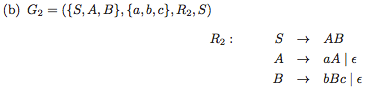 (b) G₂ = ({S, A, B}, {a, b, c}, R₂, S)
R₂ : S → AB
A → aA | ϵ
B → bBc | ϵ